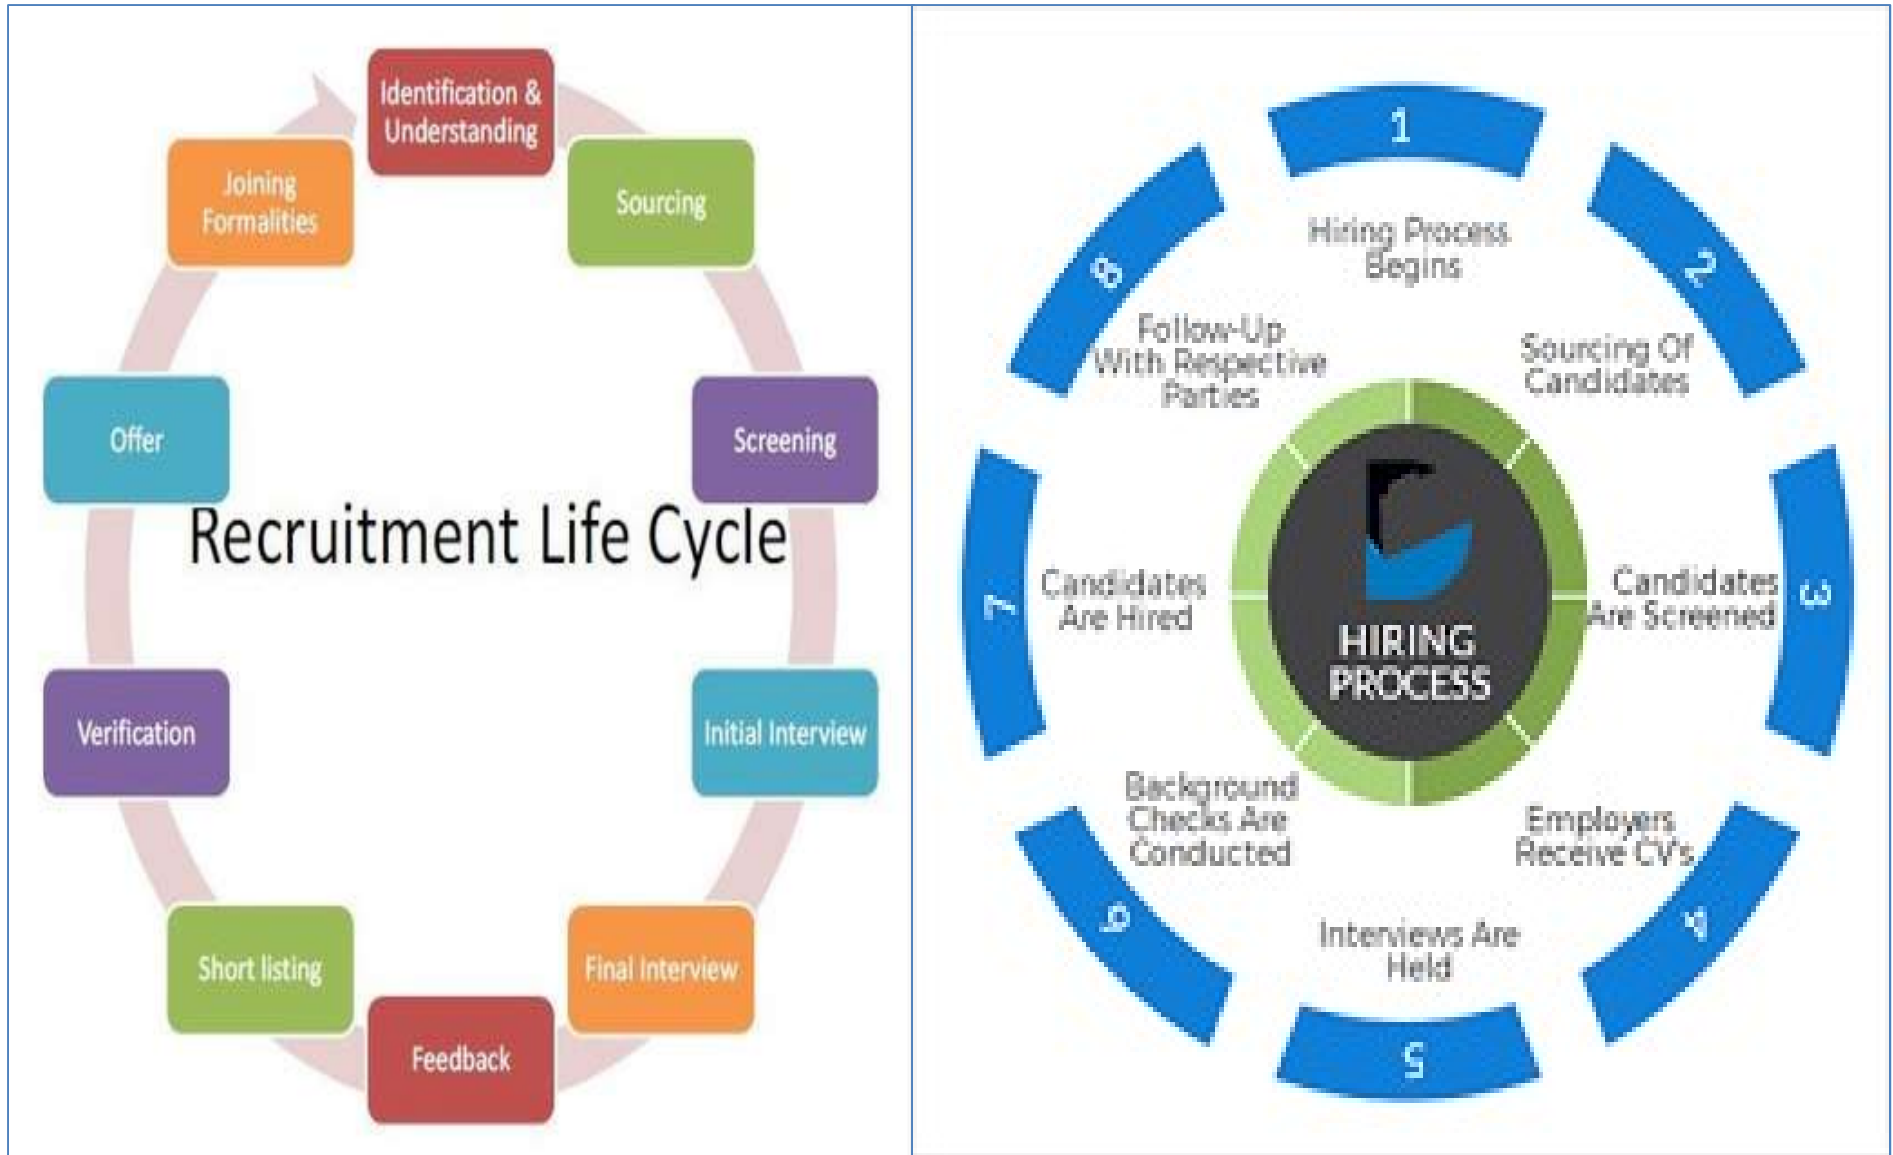 Identification &
Understanding
Sourcing
Screening
Initial Interview
Final Interview
Feedback
Short listing
Verification
Offer
Joining
Formalities
Recruitment Life Cycle
1
Hiring Process
Begins
2
Sourcing Of
Candidates
3
Candidates
Are Screened
4
Employers
Receive CV's
5
Interviews Are
Held
6
Background
Checks Are
Conducted
7
Candidates
Are Hired
8
Follow-Up
With Respective
Parties
HIRING
PROCESS